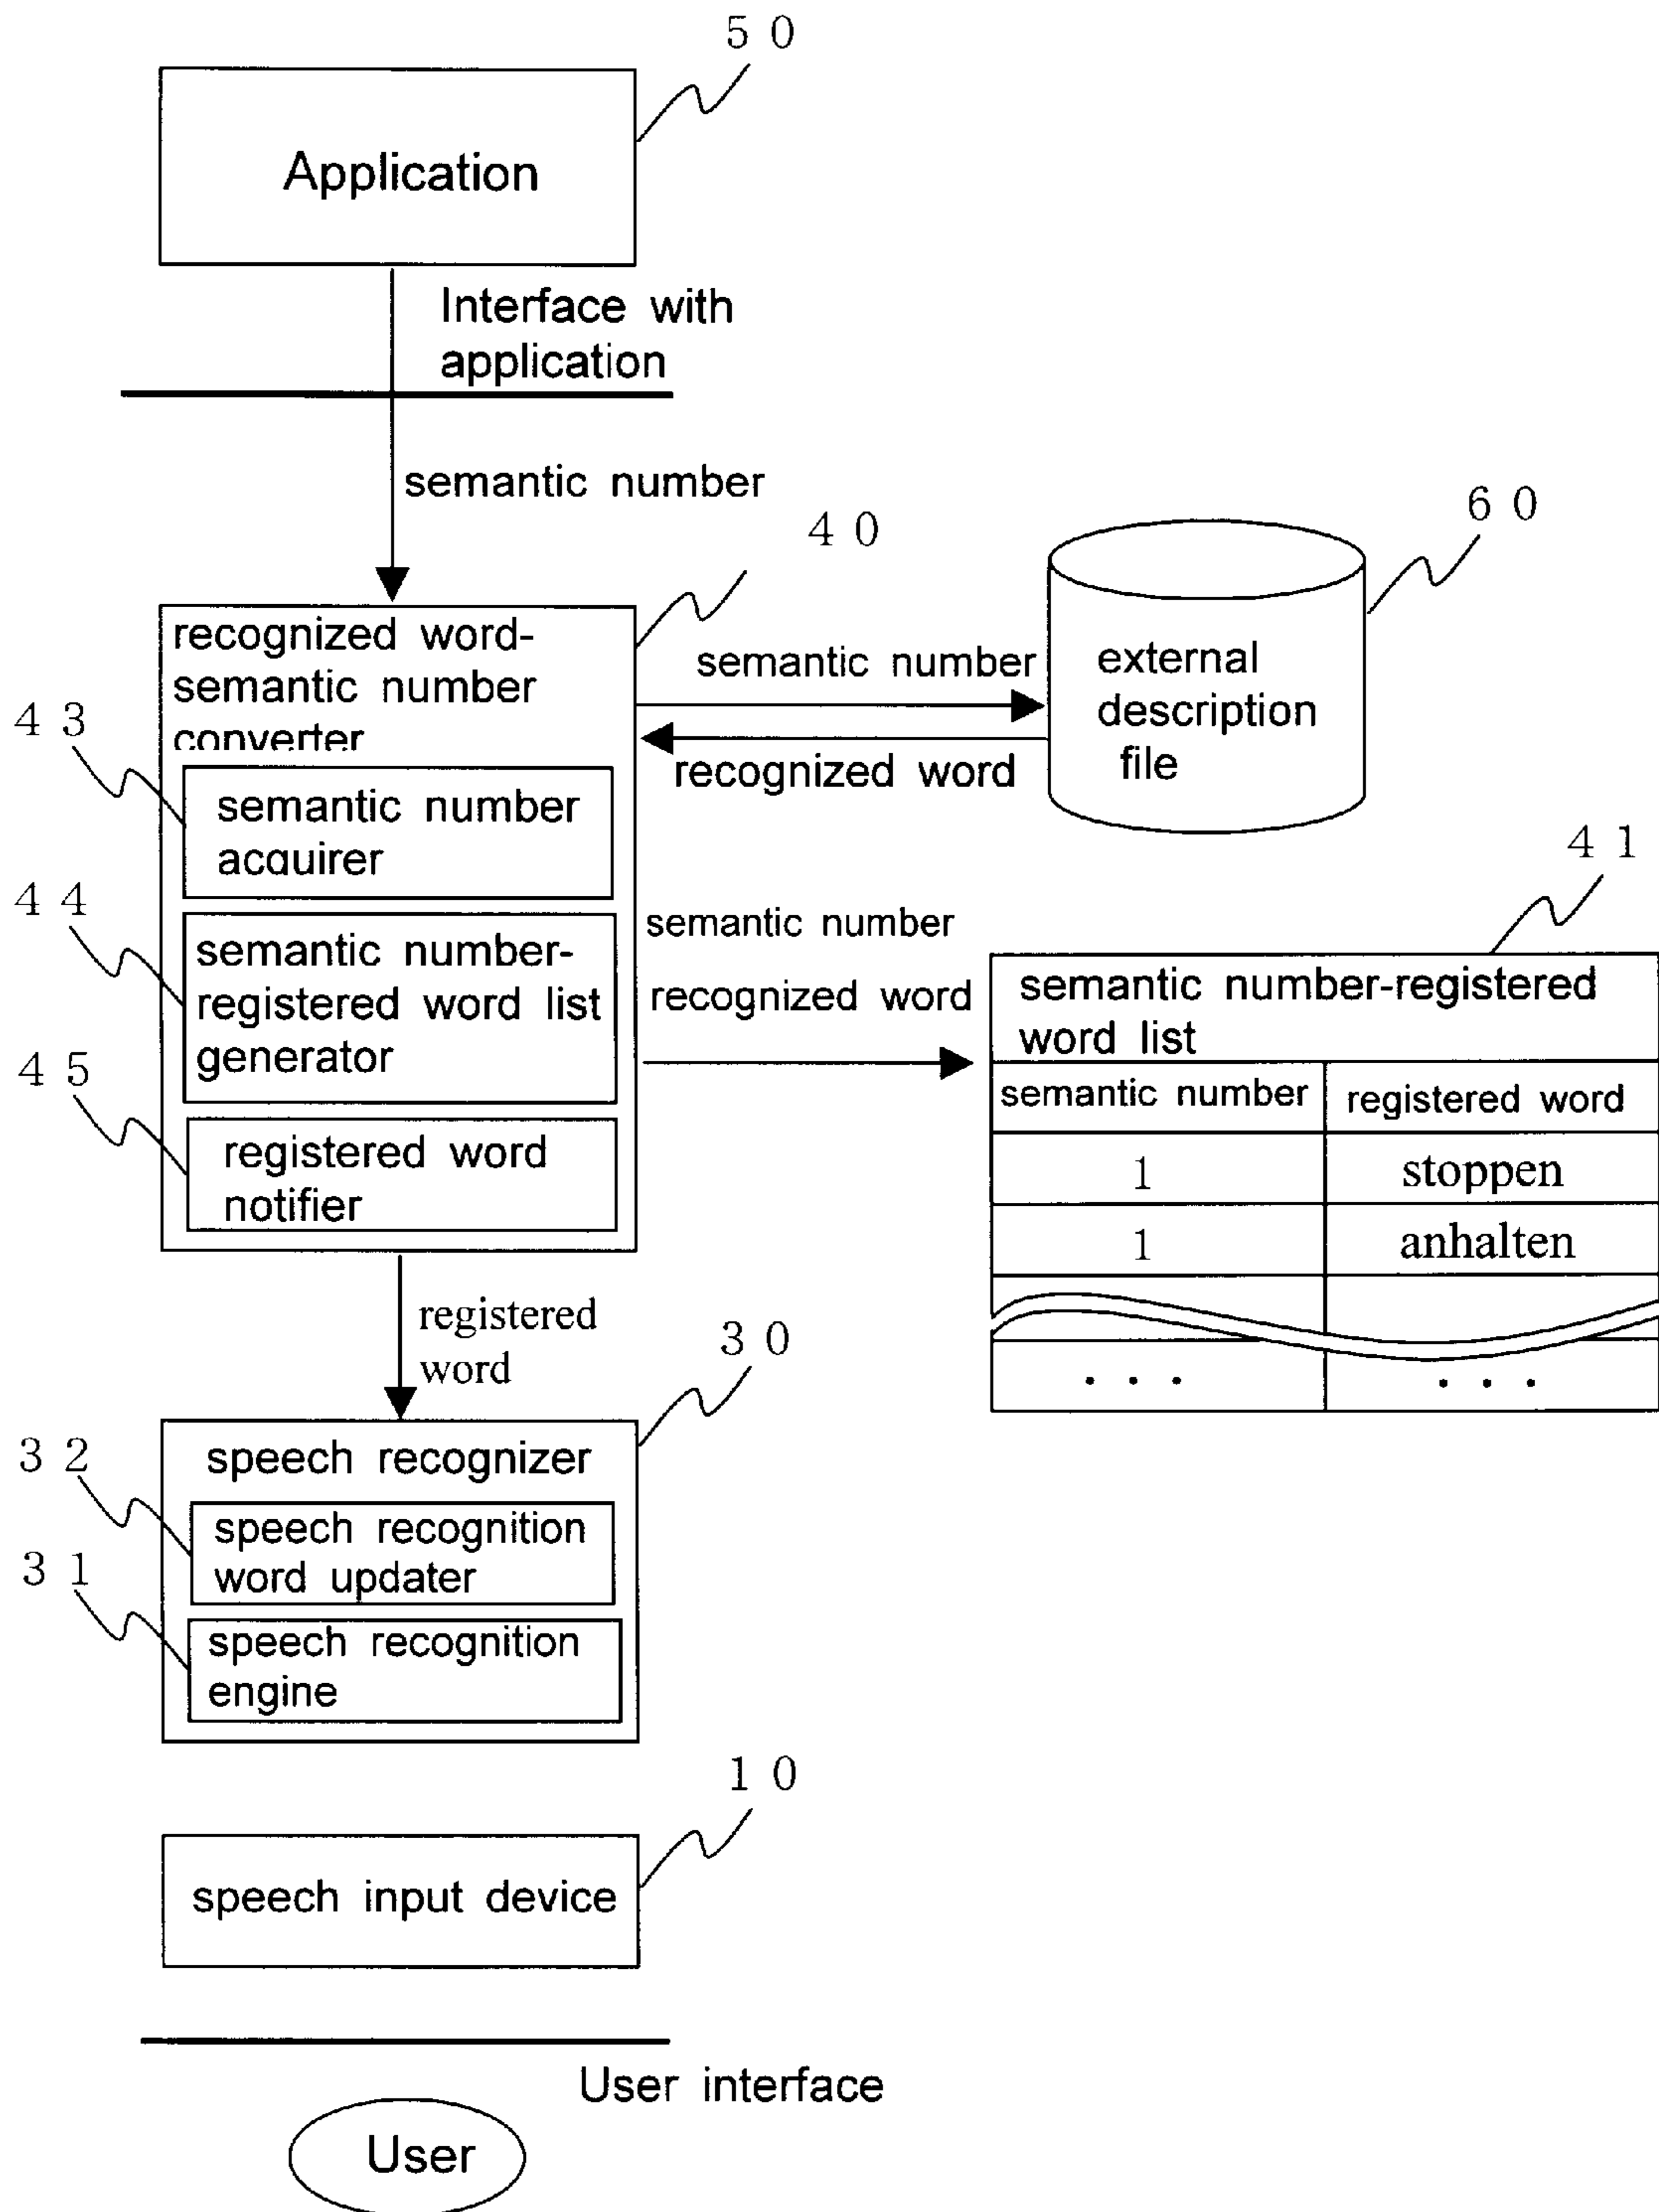 5 0
Application
Interface with
application
semantic number
4 0
6 0
recognized word-
semantic number
converter
semantic number
recognized word
external
description
file
4 3
semantic number
acquirer
4 4
semantic number-
registered word list
generator
semantic number
recognized word
4 1
semantic number-registered
word list
semantic number registered word
1 stoppen
1 anhalten
· · · · · ·
4 5
registered word
notifier
registered
word
3 0
speech recognizer
3 2
speech recognition
word updater
3 1
speech recognition
engine
1 0
speech input device
User interface
User